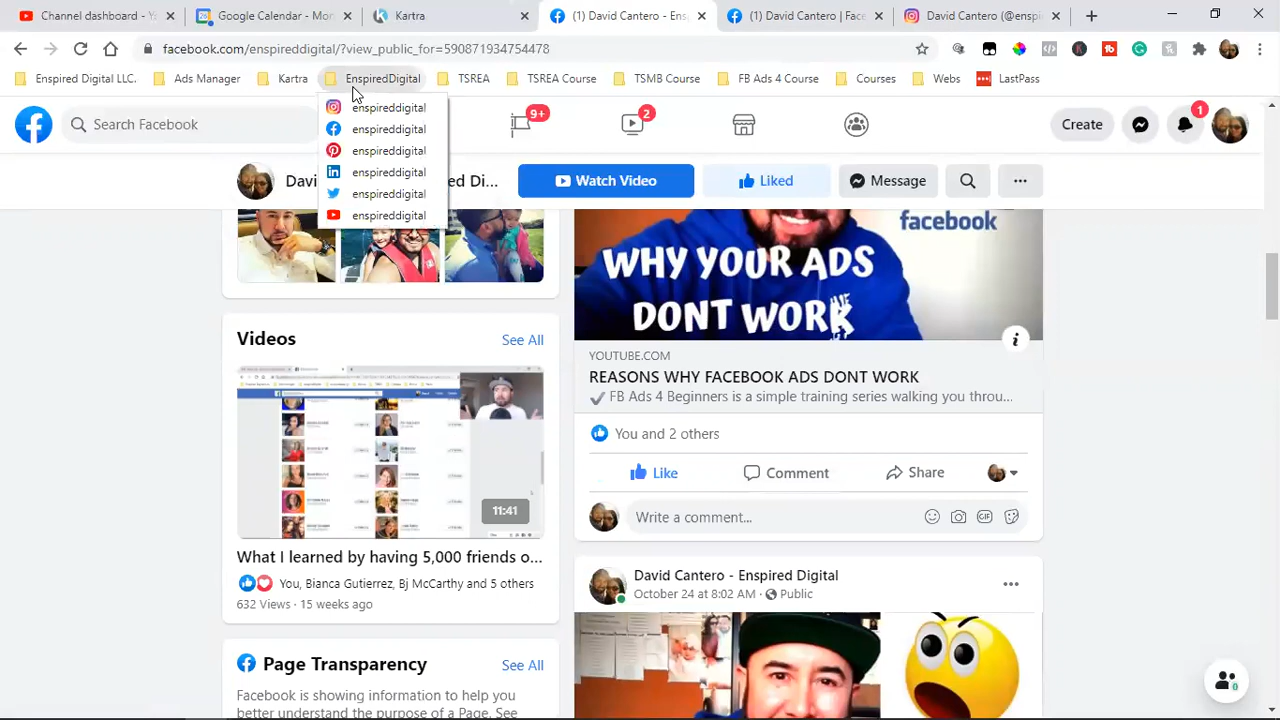 Channel dashboard - Y
Google Calendar - Mo
Kartra
(1) David Cantero - Ens
(1) David Cantero | Face
David Cantero (@ensp
facebook.com/enspireddigital/?view_public_for=590871934754478
Enspired Digital LLC.
Ads Manager
Kartra
EnspiredDigital
TSREA
TSREA Course
TSMB Course
FB Ads 4 Course
Courses
Webs
LastPass
enspireddigital
enspireddigital
enspireddigital
enspireddigital
enspireddigital
enspireddigital
Search Facebook
9+
2
Create
1
Davi
ed Di...
Watch Video
Liked
Message
facebook
WHY YOUR ADS
DONT WORK
Videos
See All
11:41
What I learned by having 5,000 friends o...
You, Bianca Gutierrez, Bj McCarthy and 5 others
632 Views · 15 weeks ago
Page Transparency
See All
Facebook is showing information to help you
better understand the purpose of a Page. See
YOUTUBE.COM
REASONS WHY FACEBOOK ADS DONT WORK
✓ FB Ads 4 Beginners is a simple training series walking you throu...
You and 2 others
Like
Comment
Share
Write a comment...
GIF
David Cantero - Enspired Digital
October 24 at 8:02 AM · Public
0